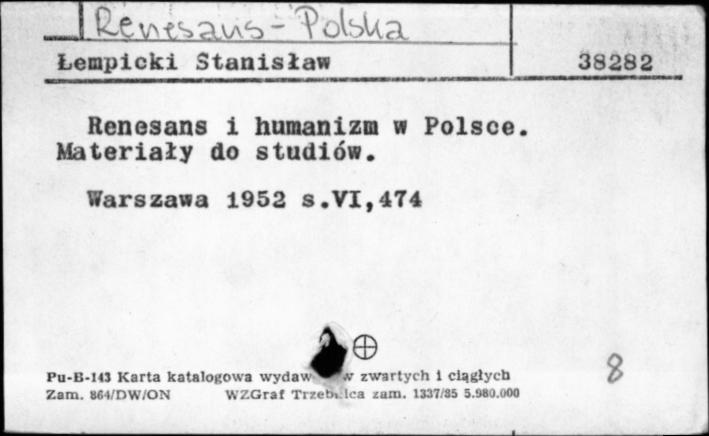 Renesans - Polska
Łempicki Stanisław 38282
Renesans i humanizm w Polsce.
Materiały do studiów.
Warszawa 1952 s.VI,474
8
Pu-B-143 Karta katalogowa wydaw w zwartych i ciągłych
Zam. 864/DW/ON WZGraf Trzebnica zam. 1337/85 5.980.000